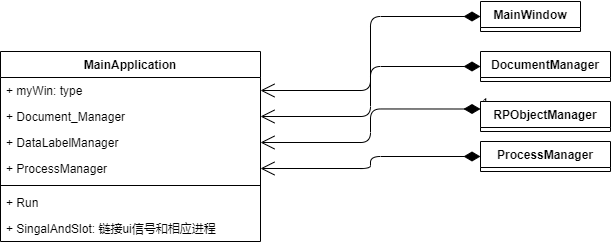 MainWindow
MainApplication
+ myWin: type
+ Document_Manager
+ DataLabelManager
+ ProcessManager
+ Run
+ SingalAndSlot: 链接ui信号和相应进程
DocumentManager
1
RPObjectManager
ProcessManager